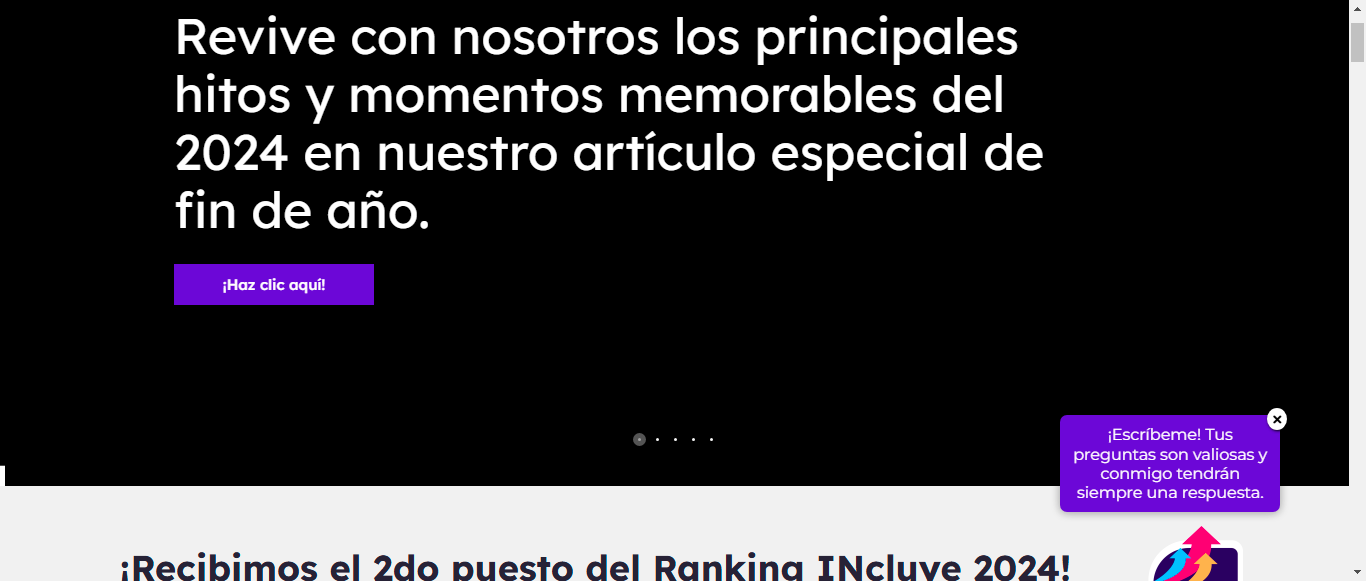 Revive con nosotros los principales
hitos y momentos memorables del
2024 en nuestro artículo especial de
fin de año.
¡Haz clic aquí!
¡Escríbeme! Tus
preguntas son valiosas y
conmigo tendrán
siempre una respuesta.
¡Recibimos el 2do puesto del Ranking INcluye 2024!